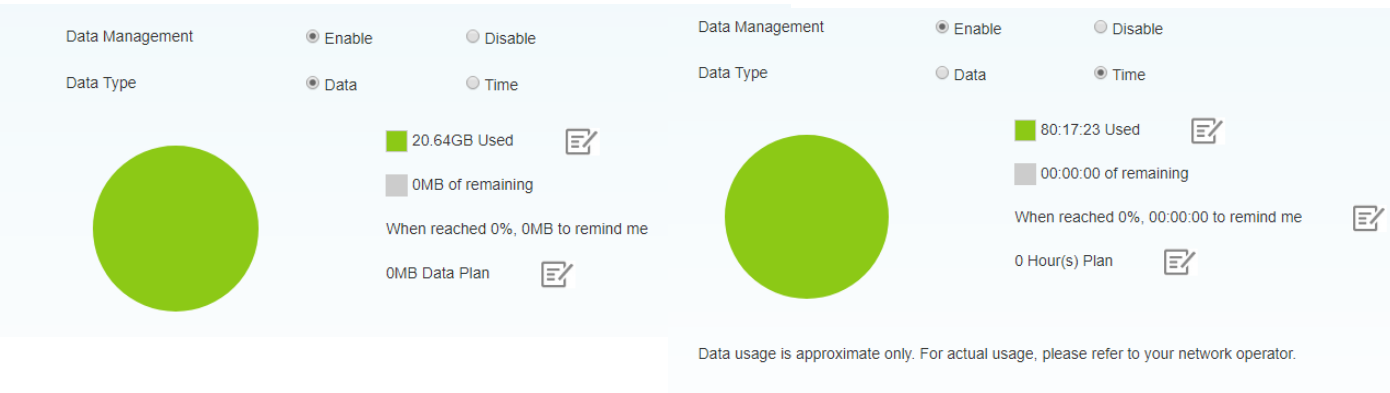 Data Management Enable Disable
Data Type Data Time
20.64GB Used
0MB of remaining
When reached 0%, 0MB to remind me
0MB Data Plan
Data Management Enable Disable
Data Type Data Time
80:17:23 Used
00:00:00 of remaining
When reached 0%, 00:00:00 to remind me
0 Hour(s) Plan
Data usage is approximate only. For actual usage, please refer to your network operator.